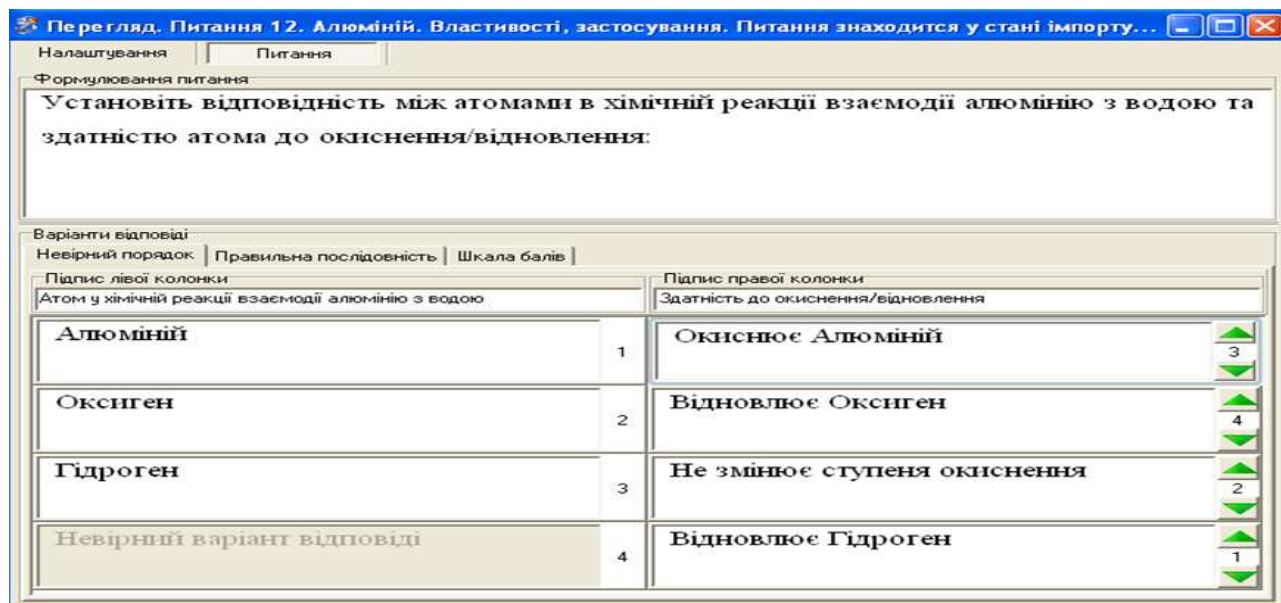 Перегляд. Питання 12. Алюміній. Властивості, застосування. Питання знаходится у стані імпорту...
Налаштування Питання
Формулювання питання
Установіть відповідність між атомами в хімічній реакції взаємодії алюмінію з водою та
здатністю атома до окиснення/відновлення:
Варіанти відповіді
Невірний порядок Правильна послідовність Шкала балів
Підпис лівої колонки Підпис правої колонки
Атом у хімічній реакції взаємодії алюмінію з водою Здатність до окиснення/відновлення
Алюміній 1 Окиснює Алюміній 3
Оксиген 2 Відновлює Оксиген 4
Гідроген 3 Не змінює ступеня окиснення 2
Невірний варіант відповіді 4 Відновлює Гідроген 1